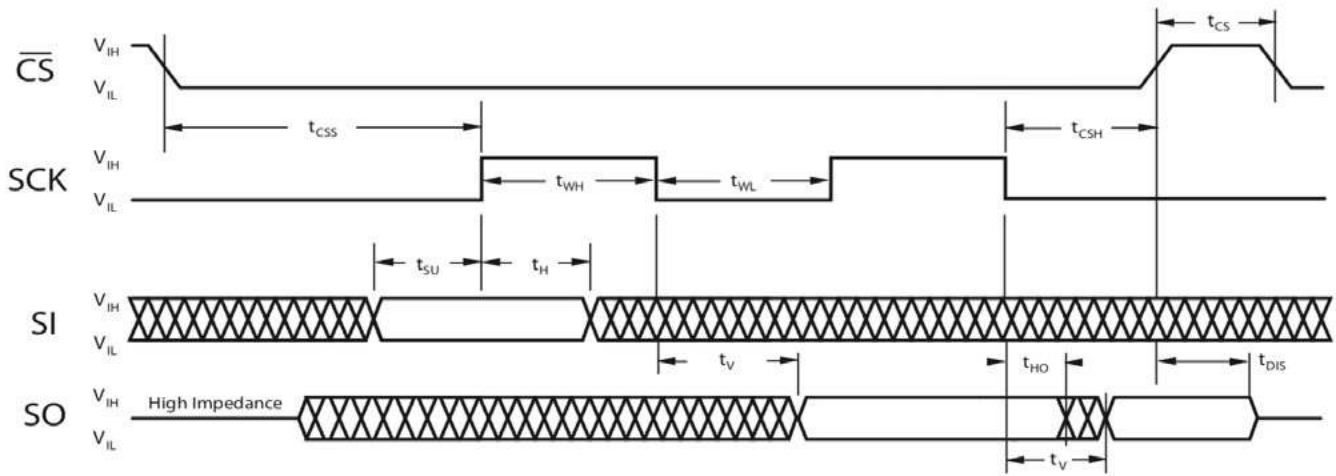 V_IH t_CS
C̅S̅
V_IL
t_CSS t_CSH
V_IH
SCK t_WH t_WL
V_IL
t_SU t_H
V_IH
SI
V_IL
t_V t_HO t_DIS
V_IH High Impedance
SO
V_IL
t_V